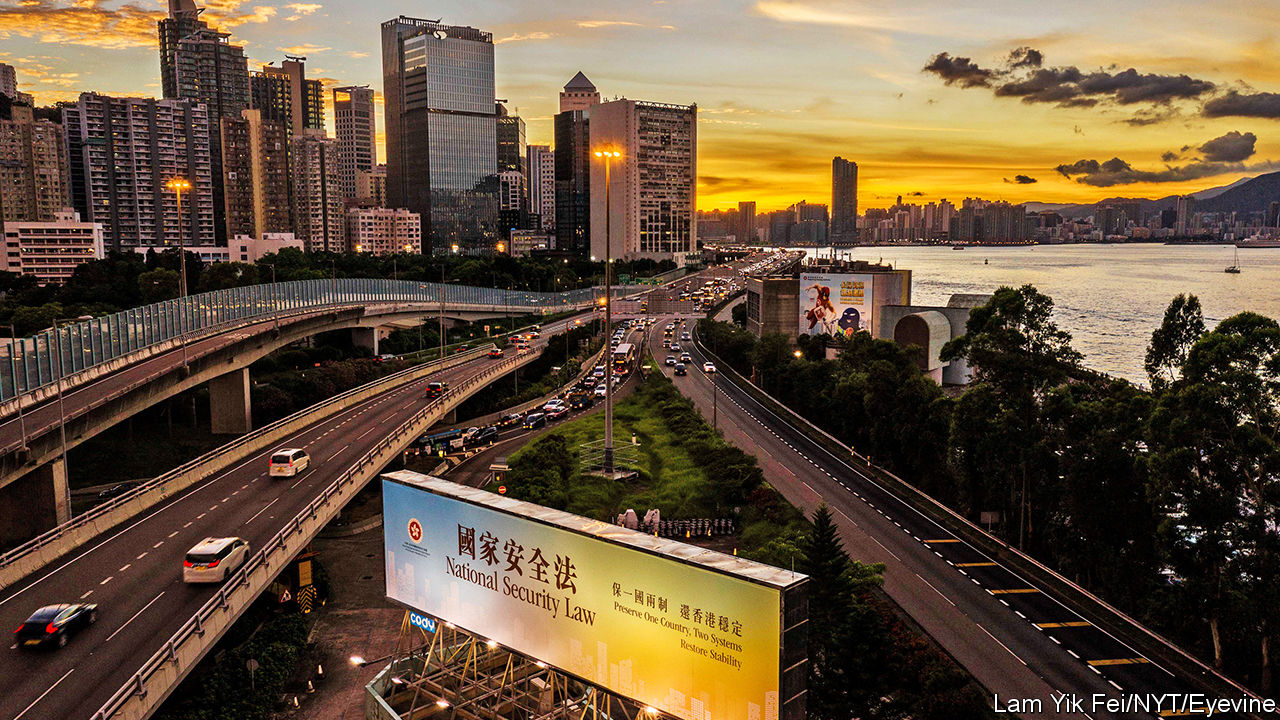 國家安全法
National Security Law
保一國兩制 還香港穩定
Preserve One Country, Two Systems
Restore Stability
cody
Lam Yik Fei/NYT/Eyevine